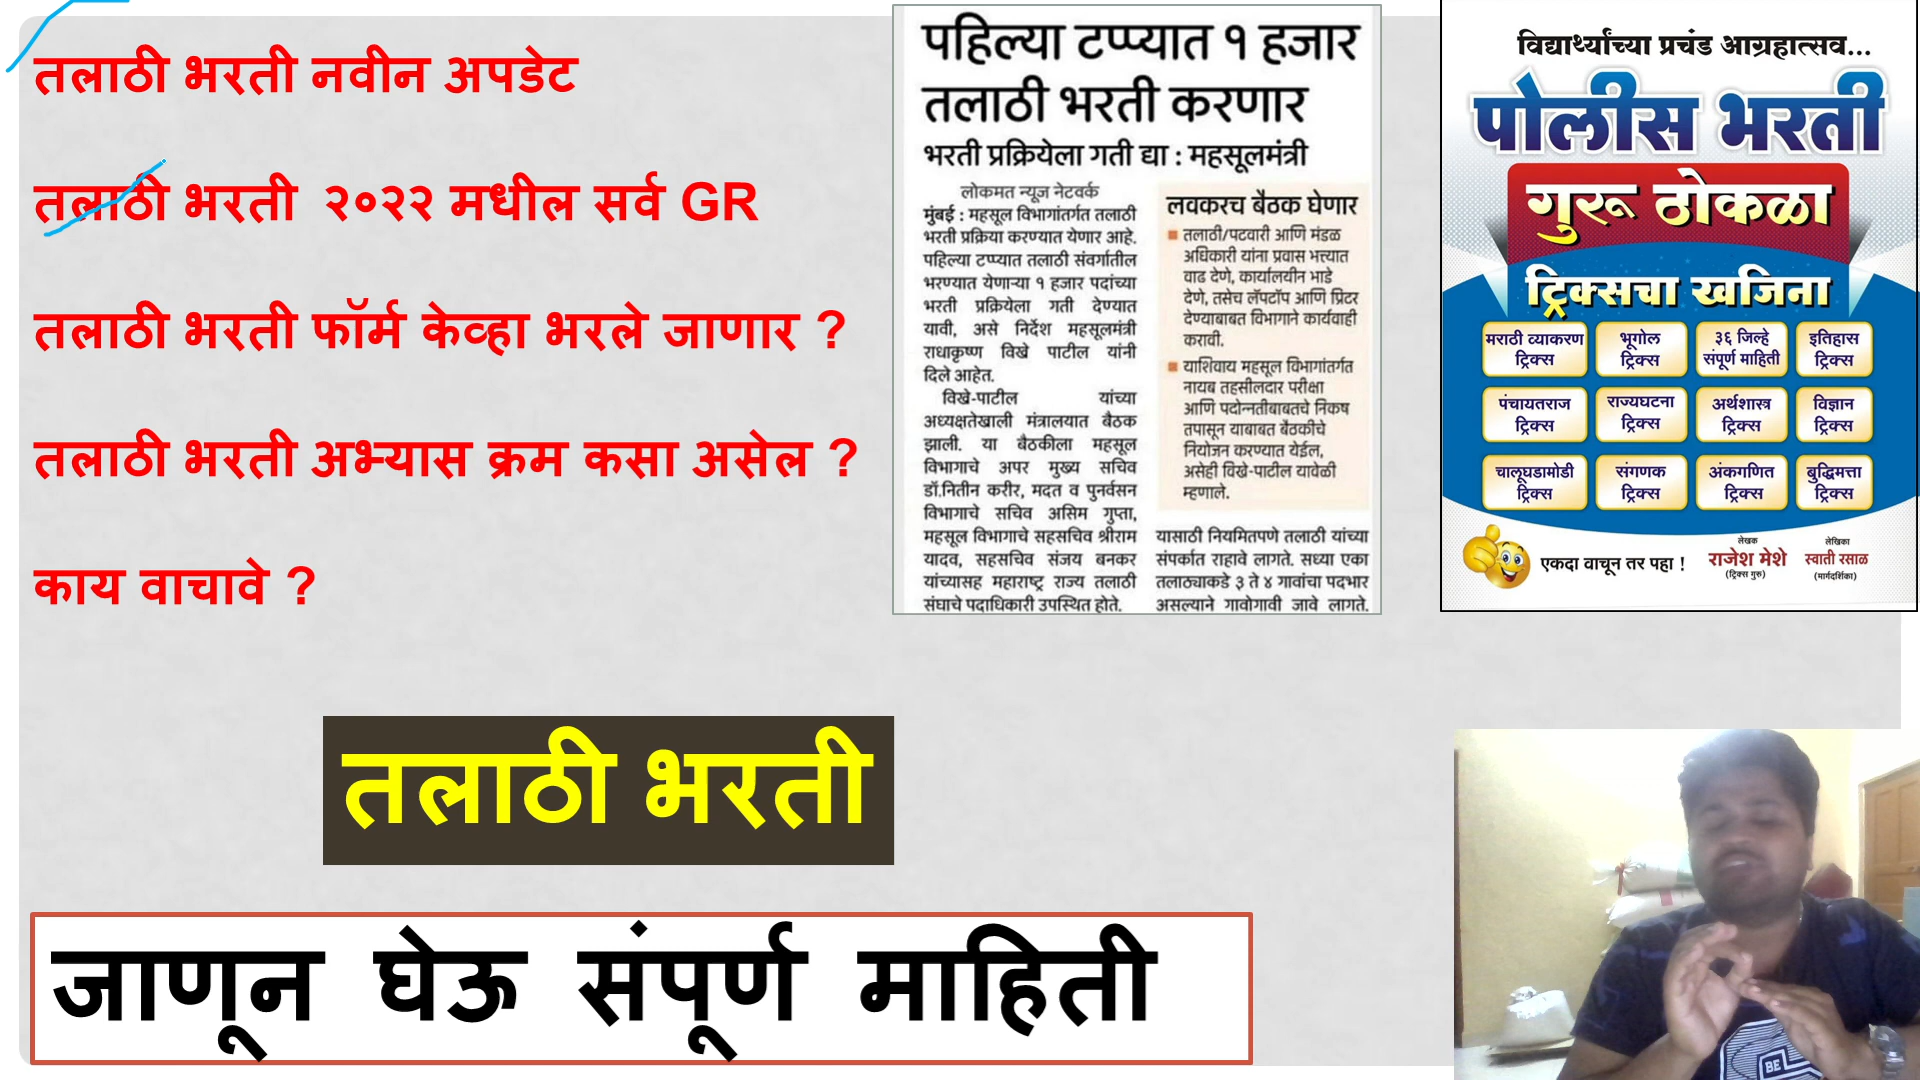 तलाठी भरती नवीन अपडेट
तलाठी भरती २०२२ मधील सर्व GR
तलाठी भरती फॉर्म केव्हा भरले जाणार ?
तलाठी भरती अभ्यास क्रम कसा असेल ?
काय वाचावे ?
तलाठी भरती
जाणून घेऊ संपूर्ण माहिती
पहिल्या टप्प्यात १ हजार
तलाठी भरती करणार
भरती प्रक्रियेला गती द्या : महसूलमंत्री
लोकमत न्यूज नेटवर्क
मुंबई : महसूल विभागांतर्गत तलाठी
भरती प्रक्रिया करण्यात येणार आहे.
पहिल्या टप्प्यात तलाठी संवर्गातील
भरण्यात येणाऱ्या १ हजार पदांच्या
भरती प्रक्रियेला गती देण्यात
यावी, असे निर्देश महसूलमंत्री
राधाकृष्ण विखे पाटील यांनी
दिले आहेत.
विखे-पाटील यांच्या
अध्यक्षतेखाली मंत्रालयात बैठक
झाली. या बैठकीला महसूल
विभागाचे अपर मुख्य सचिव
डॉ.नितीन करीर, मदत व पुनर्वसन
विभागाचे सचिव असिम गुप्ता,
महसूल विभागाचे सहसचिव श्रीराम
यादव, सहसचिव संजय बनकर
यांच्यासह महाराष्ट्र राज्य तलाठी
संघाचे पदाधिकारी उपस्थित होते.
लवकरच बैठक घेणार
तलाठी/पटवारी आणि मंडळ
अधिकारी यांना प्रवास भत्त्यात
वाढ देणे, कार्यालयीन भाडे
देणे, तसेच लॅपटॉप आणि प्रिंटर
देण्याबाबत विभागाने कार्यवाही
करावी.
याशिवाय महसूल विभागांतर्गत
नायब तहसीलदार परीक्षा
आणि पदोन्नतीबाबतचे निकष
तपासून याबाबत बैठकीचे
नियोजन करण्यात येईल,
असेही विखे-पाटील यावेळी
म्हणाले.
यासाठी नियमितपणे तलाठी यांच्या
संपर्कात राहावे लागते. सध्या एका
तलाठ्याकडे ३ ते ४ गावांचा पदभार
असल्याने गावोगावी जावे लागते.
विद्यार्थ्यांच्या प्रचंड आग्रहात्सव...
पोलीस भरती
गुरू ठोकळा
ट्रिक्सचा खजिना
मराठी व्याकरण ट्रिक्स
भूगोल ट्रिक्स
३६ जिल्हे संपूर्ण माहिती
इतिहास ट्रिक्स
पंचायतराज ट्रिक्स
राज्यघटना ट्रिक्स
अर्थशास्त्र ट्रिक्स
विज्ञान ट्रिक्स
चालूघडामोडी ट्रिक्स
संगणक ट्रिक्स
अंकगणित ट्रिक्स
बुद्धिमत्ता ट्रिक्स
एकदा वाचून तर पहा !
लेखक
राजेश मेशे
(ट्रिक्स गुरु)
लेखिका
स्वाती रसाळ
(मार्गदर्शिका)
BE